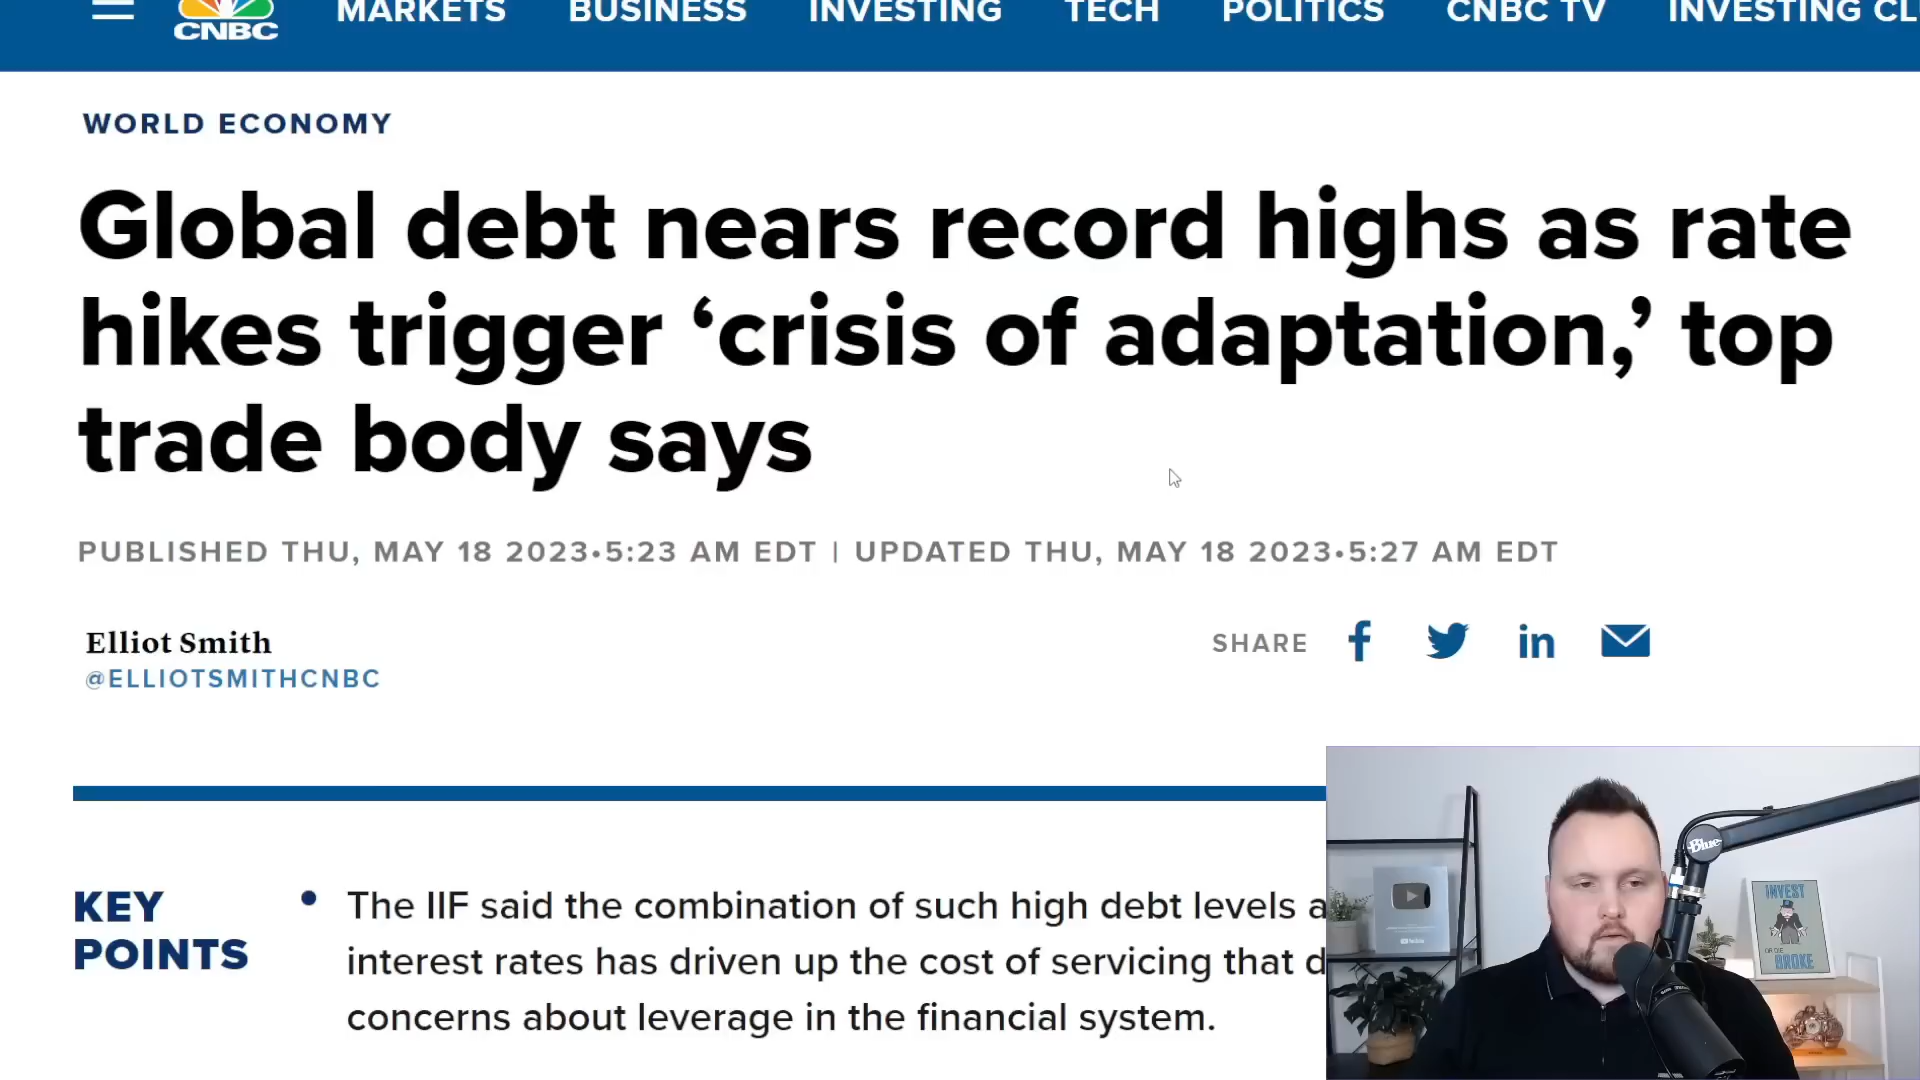 CNBC
MARKETS BUSINESS INVESTING TECH POLITICS CNBC TV INVESTING CL
WORLD ECONOMY
Global debt nears record highs as rate
hikes trigger ‘crisis of adaptation,’ top
trade body says
PUBLISHED THU, MAY 18 2023•5:23 AM EDT | UPDATED THU, MAY 18 2023•5:27 AM EDT
Elliot Smith
@ELLIOTSMITHCNBC
SHARE
KEY
POINTS
• The IIF said the combination of such high debt levels a
interest rates has driven up the cost of servicing that d
concerns about leverage in the financial system.
Blue
INVEST
OR DIE
BROKE
YouTube